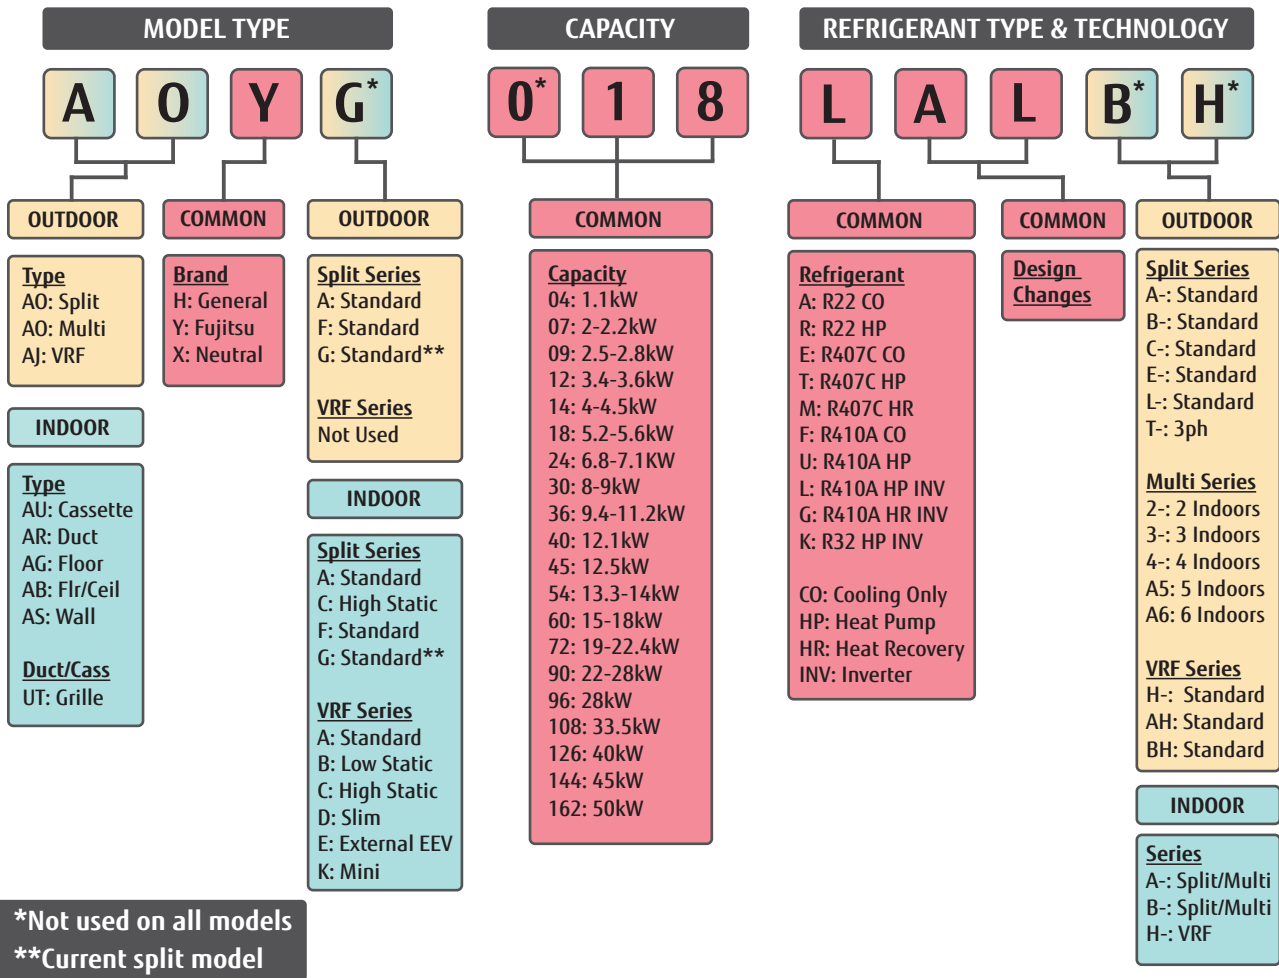 MODEL TYPE
CAPACITY
REFRIGERANT TYPE & TECHNOLOGY
A O Y G*
0* 1 8
L A L B* H*
OUTDOOR
Type
AO: Split
AO: Multi
AJ: VRF
INDOOR
Type
AU: Cassette
AR: Duct
AG: Floor
AB: Flr/Ceil
AS: Wall
Duct/Cass
UT: Grille
COMMON
Brand
H: General
Y: Fujitsu
X: Neutral
OUTDOOR
Split Series
A: Standard
F: Standard
G: Standard**
VRF Series
Not Used
INDOOR
Split Series
A: Standard
C: High Static
F: Standard
G: Standard**
VRF Series
A: Standard
B: Low Static
C: High Static
D: Slim
E: External EEV
K: Mini
COMMON
Capacity
04: 1.1kW
07: 2-2.2kW
09: 2.5-2.8kW
12: 3.4-3.6kW
14: 4-4.5kW
18: 5.2-5.6kW
24: 6.8-7.1KW
30: 8-9kW
36: 9.4-11.2kW
40: 12.1kW
45: 12.5kW
54: 13.3-14kW
60: 15-18kW
72: 19-22.4kW
90: 22-28kW
96: 28kW
108: 33.5kW
126: 40kW
144: 45kW
162: 50kW
COMMON
Refrigerant
A: R22 CO
R: R22 HP
E: R407C CO
T: R407C HP
M: R407C HR
F: R410A CO
U: R410A HP
L: R410A HP INV
G: R410A HR INV
K: R32 HP INV
CO: Cooling Only
HP: Heat Pump
HR: Heat Recovery
INV: Inverter
COMMON
Design
Changes
OUTDOOR
Split Series
A-: Standard
B-: Standard
C-: Standard
E-: Standard
L-: Standard
T-: 3ph
Multi Series
2-: 2 Indoors
3-: 3 Indoors
4-: 4 Indoors
A5: 5 Indoors
A6: 6 Indoors
VRF Series
H-: Standard
AH: Standard
BH: Standard
INDOOR
Series
A-: Split/Multi
B-: Split/Multi
H-: VRF
*Not used on all models
**Current split model